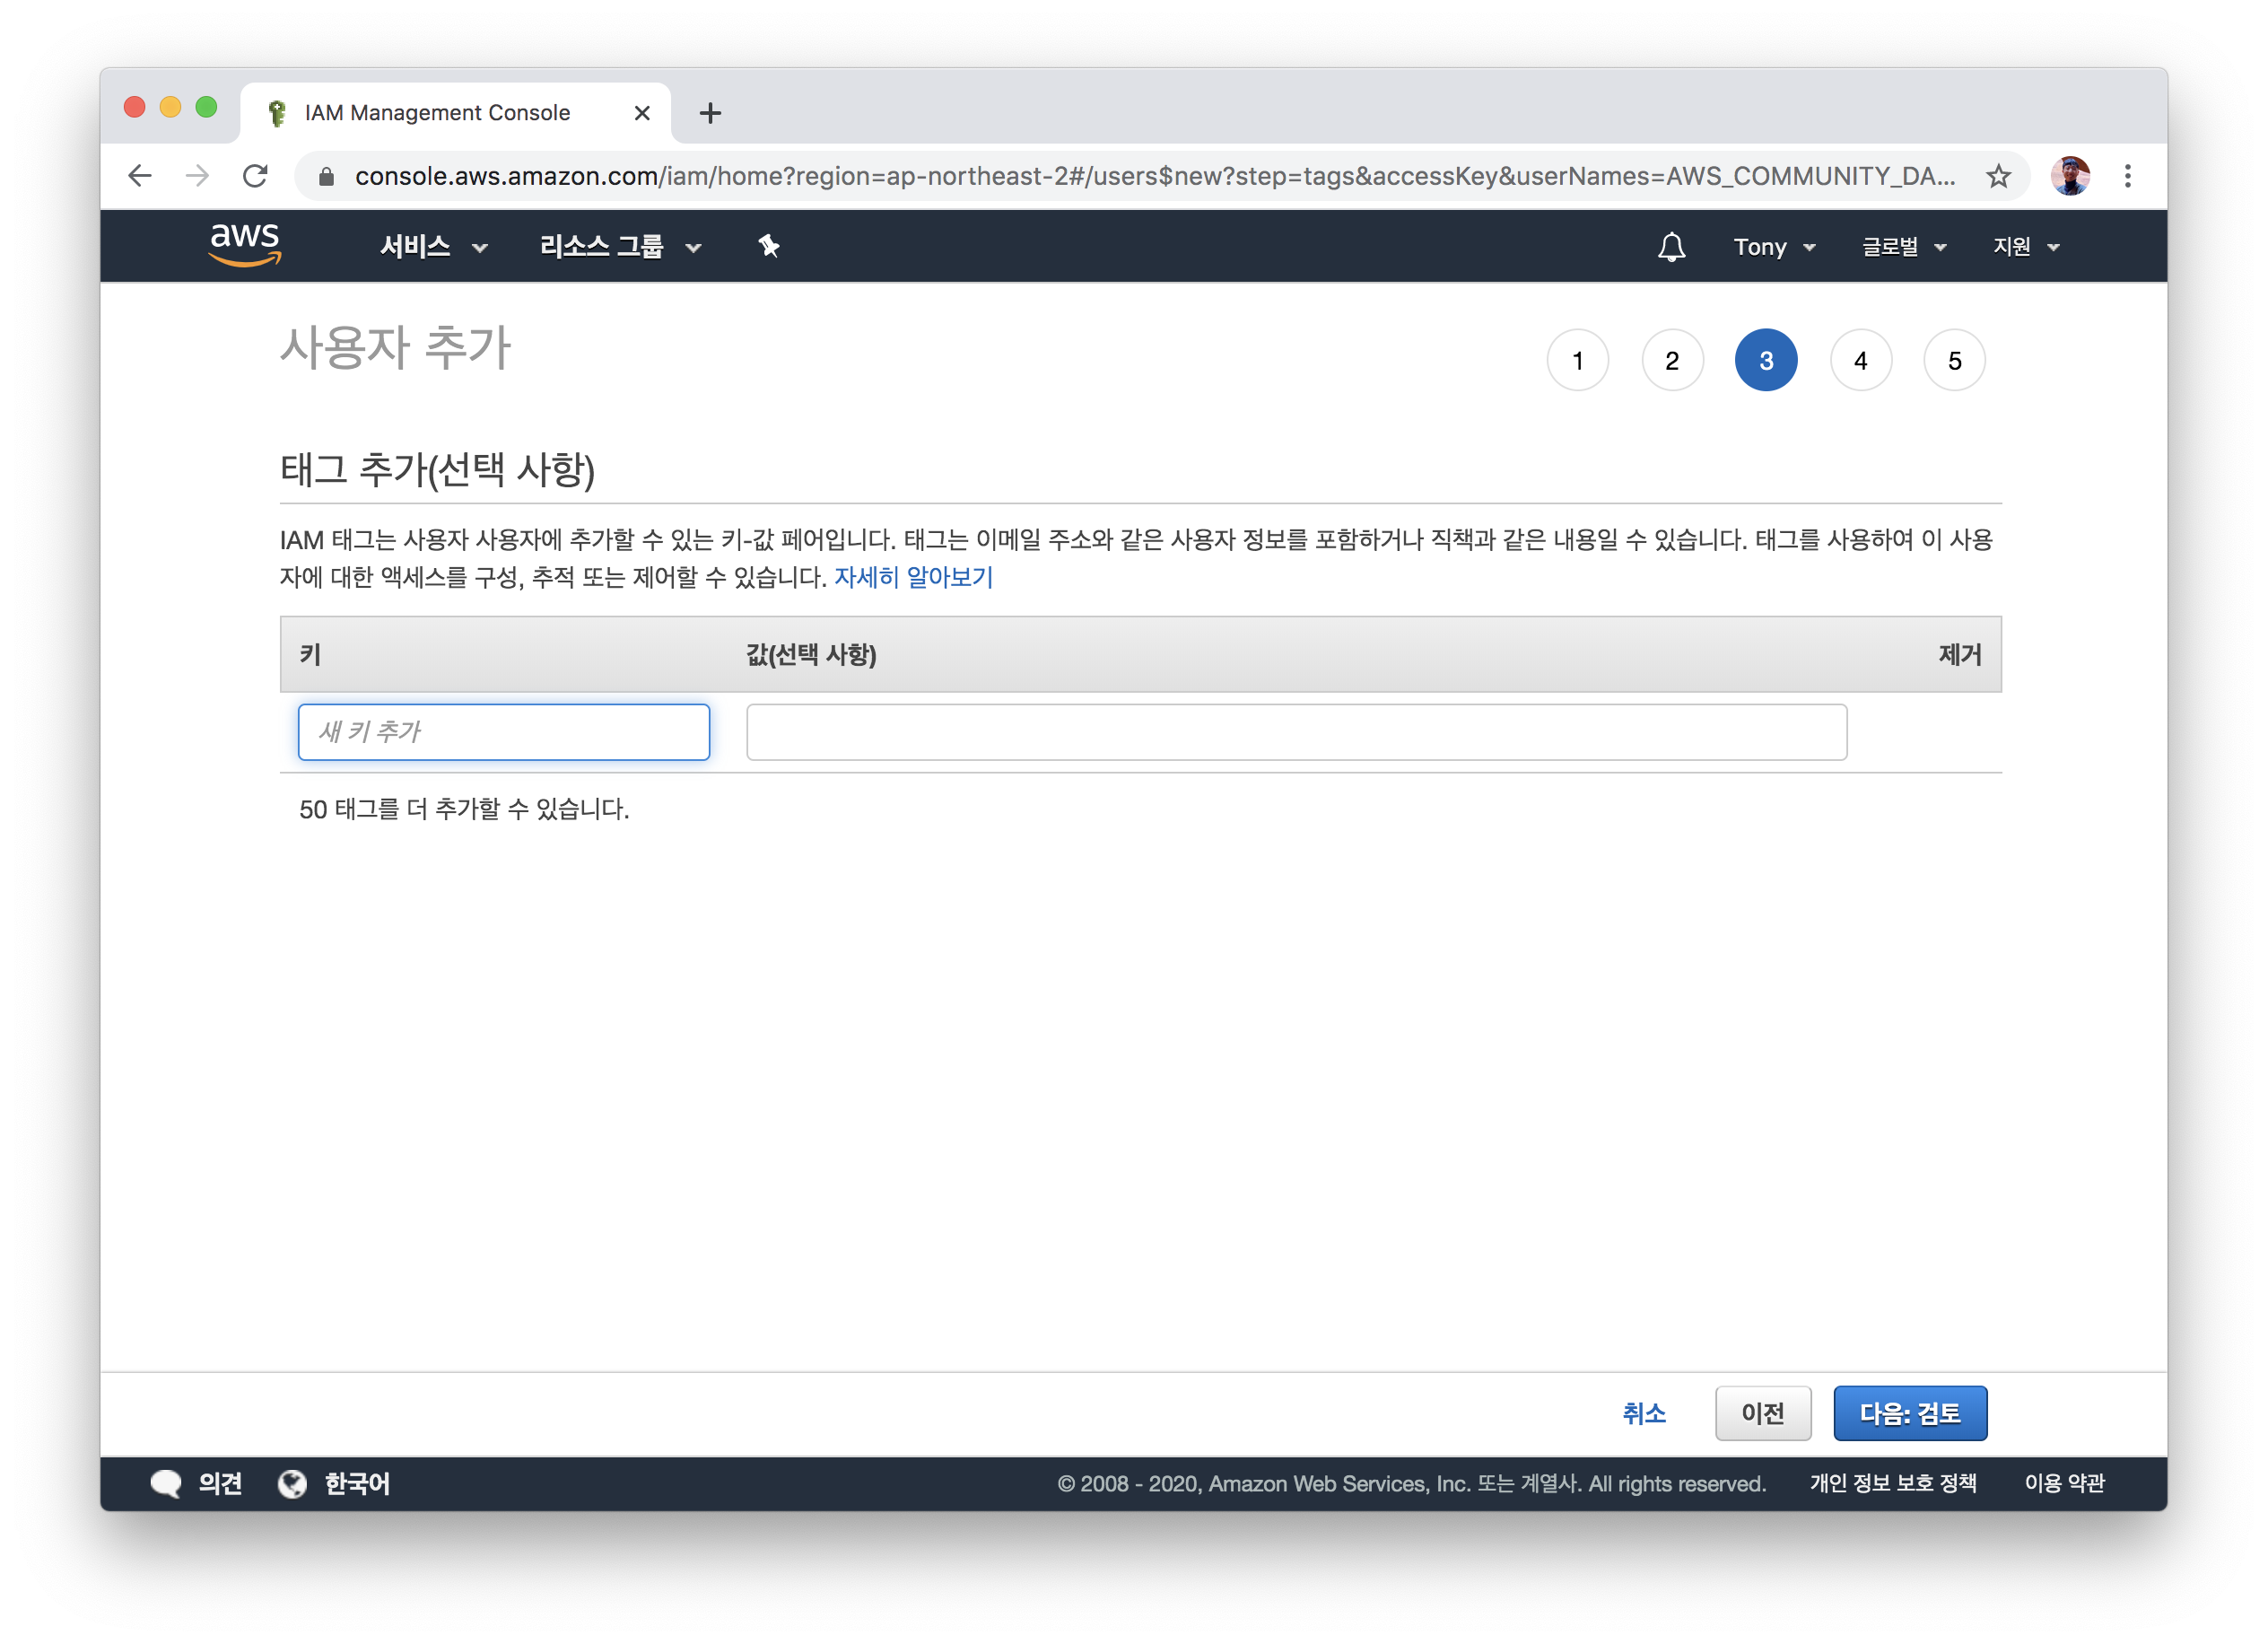 IAM Management Console
console.aws.amazon.com/iam/home?region=ap-northeast-2#/users$new?step=tags&accessKey&userNames=AWS_COMMUNITY_DA...
aws 서비스 리소스 그룹 Tony 글로벌 지원
사용자 추가
1 2 3 4 5
태그 추가(선택 사항)
IAM 태그는 사용자 사용자에 추가할 수 있는 키-값 페어입니다. 태그는 이메일 주소와 같은 사용자 정보를 포함하거나 직책과 같은 내용일 수 있습니다. 태그를 사용하여 이 사용
자에 대한 액세스를 구성, 추적 또는 제어할 수 있습니다. 자세히 알아보기
키 값(선택 사항) 제거
새 키 추가
50 태그를 더 추가할 수 있습니다.
취소 이전 다음: 검토
의견 한국어 © 2008 - 2020, Amazon Web Services, Inc. 또는 계열사. All rights reserved. 개인 정보 보호 정책 이용 약관